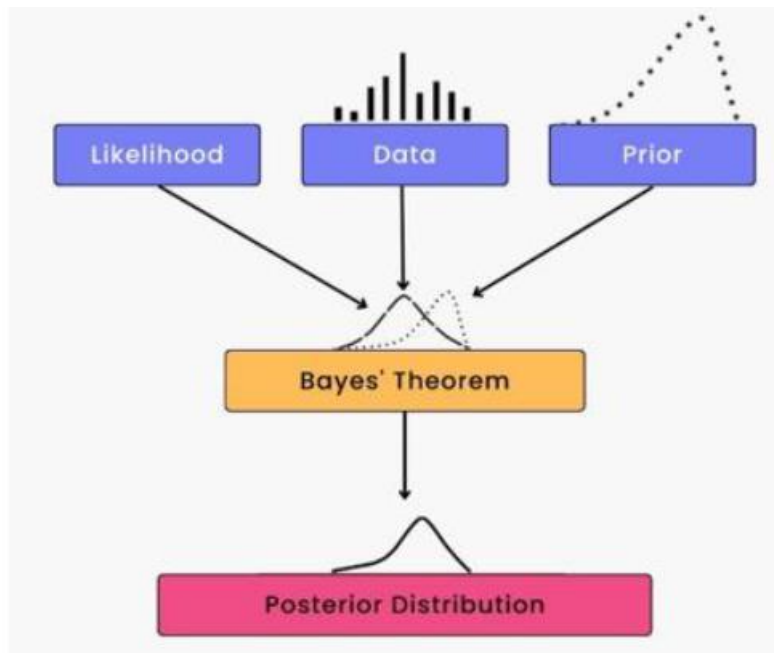 Likelihood
Data
Prior
Bayes' Theorem
Posterior Distribution